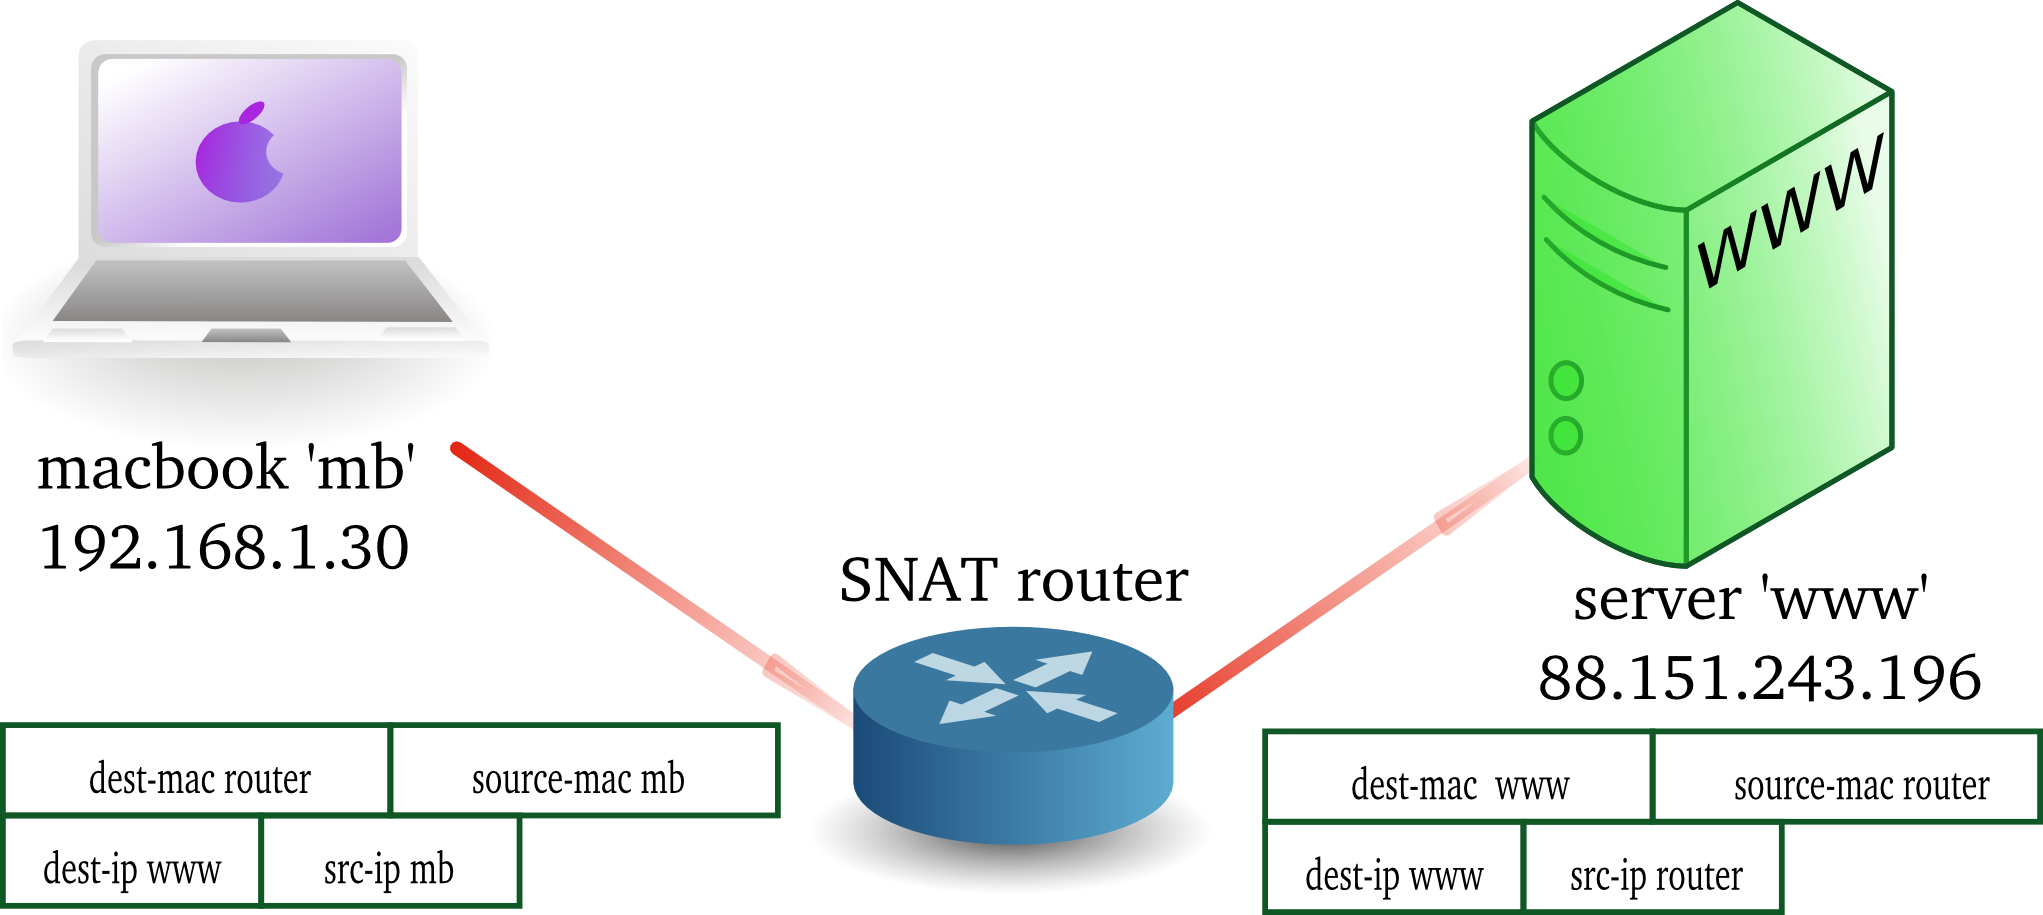 www
macbook 'mb'
192.168.1.30
SNAT router
server 'www'
88.151.243.196
dest-mac router source-mac mb
dest-ip www src-ip mb
dest-mac www source-mac router
dest-ip www src-ip router